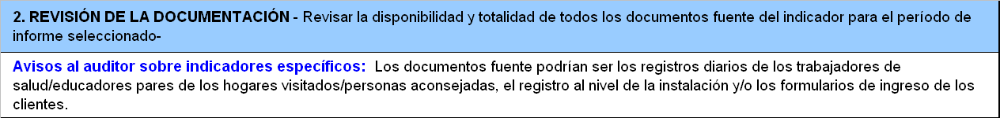 2. REVISIÓN DE LA DOCUMENTACIÓN - Revisar la disponibilidad y totalidad de todos los documentos fuente del indicador para el período de
informe seleccionado-
Avisos al auditor sobre indicadores específicos: Los documentos fuente podrían ser los registros diarios de los trabajadores de
salud/educadores pares de los hogares visitados/personas aconsejadas, el registro al nivel de la instalación y/o los formularios de ingreso de los
clientes.